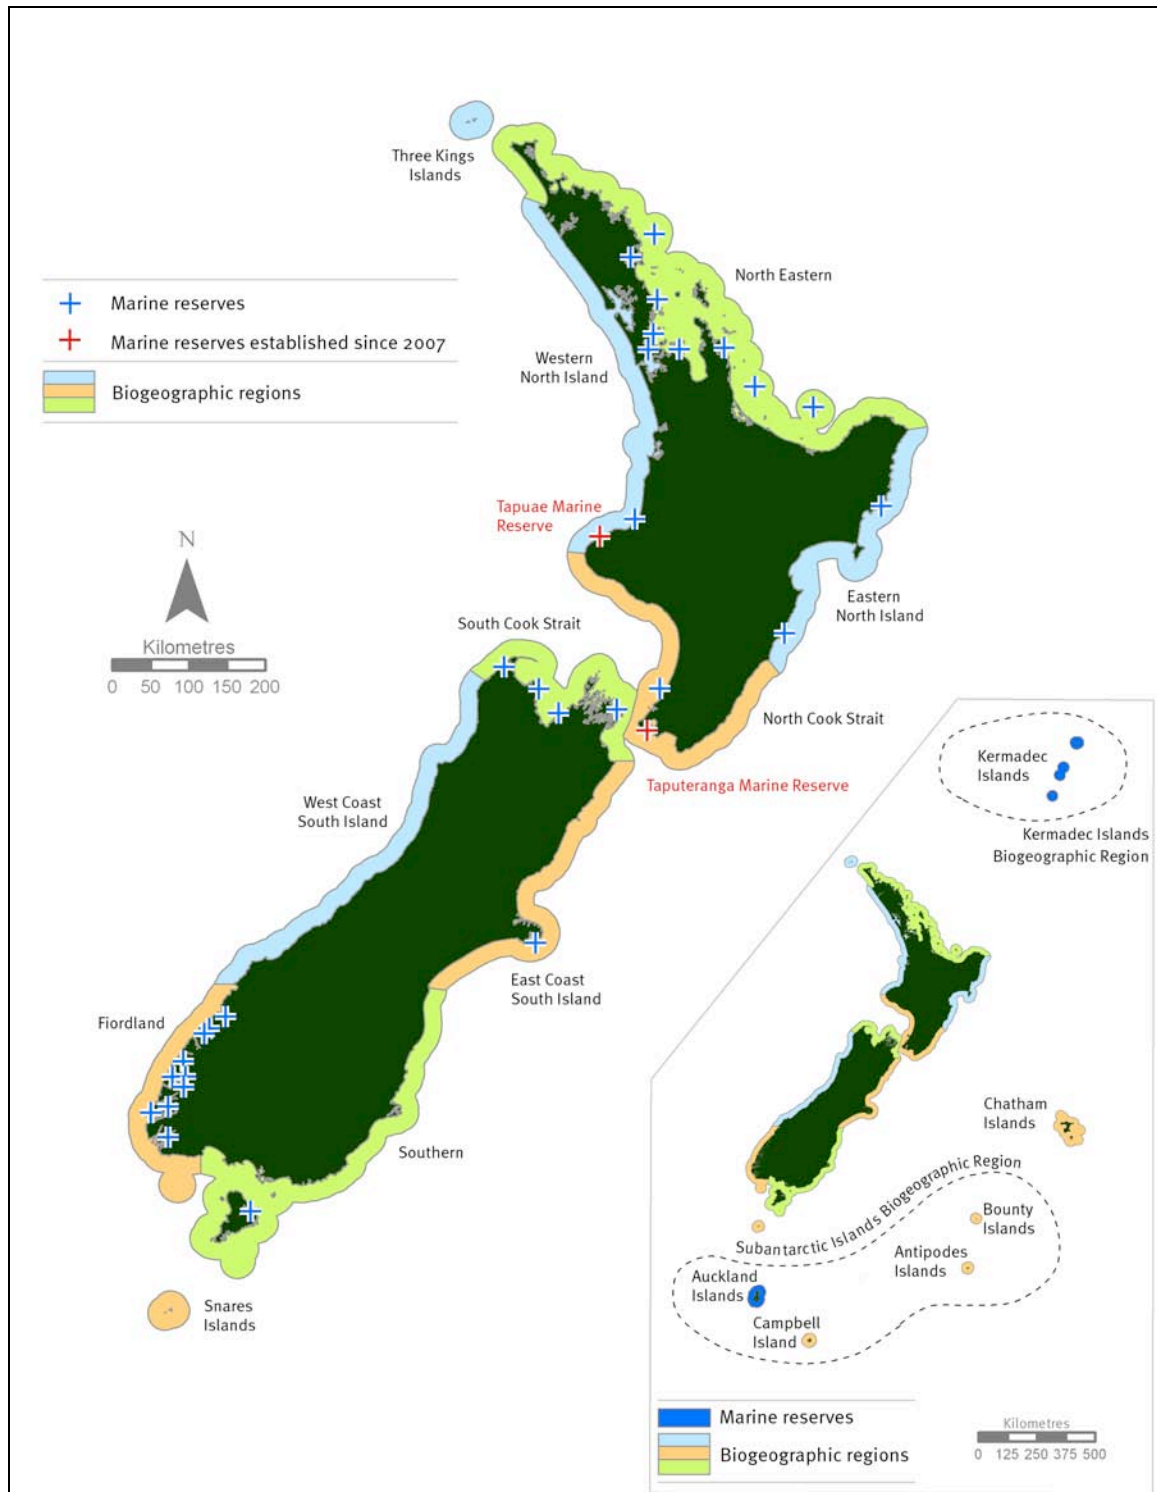 Three Kings
Islands
Marine reserves
Marine reserves established since 2007
Biogeographic regions
North Eastern
Western
North Island
Tapuae Marine
Reserve
N
Kilometres
0 50 100 150 200
South Cook Strait
Eastern
North Island
North Cook Strait
Taputeranga Marine Reserve
West Coast
South Island
East Coast
South Island
Fiordland
Southern
Snares
Islands
Kermadec
Islands
Kermadec Islands
Biogeographic Region
Chatham
Islands
Subantarctic Islands Biogeographic Region
Bounty
Islands
Antipodes
Islands
Auckland
Islands
Campbell
Island
Marine reserves
Biogeographic regions
Kilometres
0 125 250 375 500